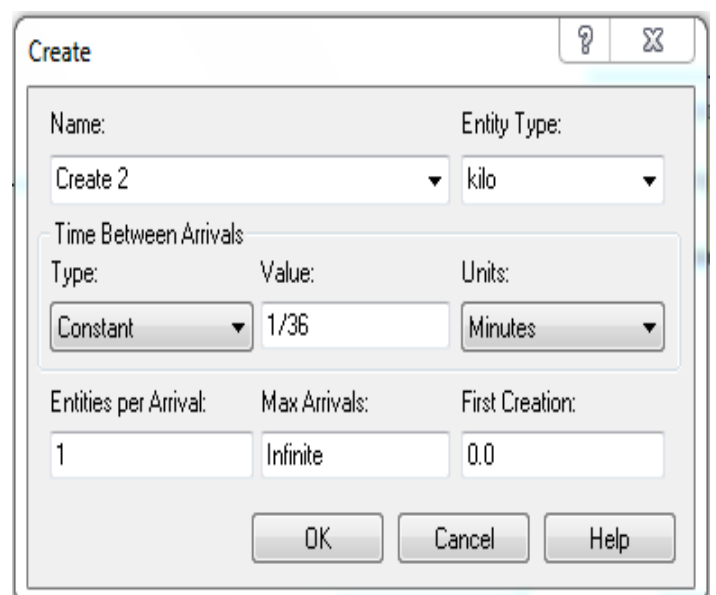 Create
Name: Entity Type:
Create 2 kilo
Time Between Arrivals
Type: Value: Units:
Constant 1/36 Minutes
Entities per Arrival: Max Arrivals: First Creation:
1 Infinite 0.0
OK Cancel Help